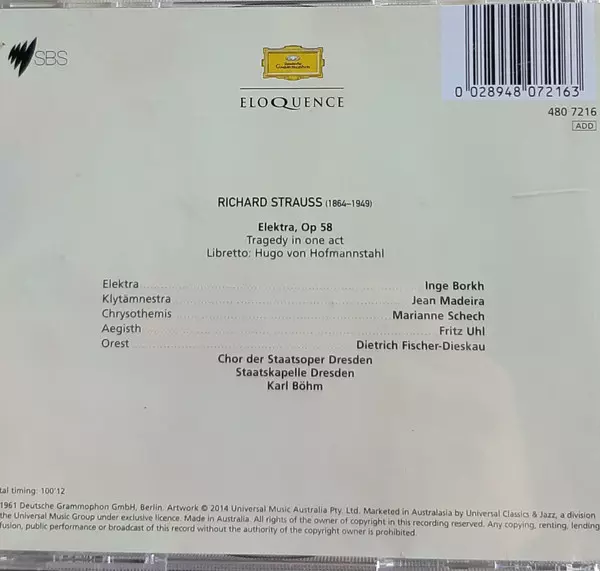 SBS
Deutsche
Grammophon
ELOQUENCE
0 028948 072163
480 7216
ADD
RICHARD STRAUSS (1864–1949)
Elektra, Op 58
Tragedy in one act
Libretto: Hugo von Hofmannstahl
Elektra Inge Borkh
Klytämnestra Jean Madeira
Chrysothemis Marianne Schech
Aegisth Fritz Uhl
Orest Dietrich Fischer-Dieskau
Chor der Staatsoper Dresden
Staatskapelle Dresden
Karl Böhm
tal timing: 100'12
1961 Deutsche Grammophon GmbH, Berlin. Artwork © 2014 Universal Music Australia Pty. Ltd. Marketed in Australasia by Universal Classics & Jazz, a division
the Universal Music Group under exclusive licence. Made in Australia. All rights of the owner of copyright in this recording reserved. Any copying, renting, lending
fusion, public performance or broadcast of this record without the authority of the copyright owner is prohibited.